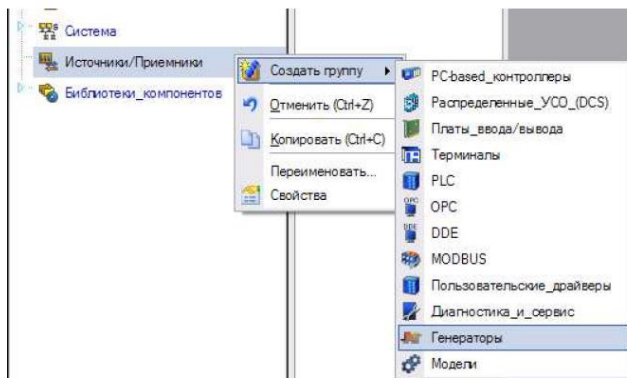 Система
Источники/Приемники
Библиотеки_компонентов
Создать группу
Отменить (Ctrl+Z)
Копировать (Ctrl+C)
Переименовать...
Свойства
PC-based_контроллеры
Распределенные_УСО_(DCS)
Платы_ввода/вывода
Терминалы
PLC
OPC
DDE
MODBUS
Пользовательские_драйверы
Диагностика_и_сервис
Генераторы
Модели